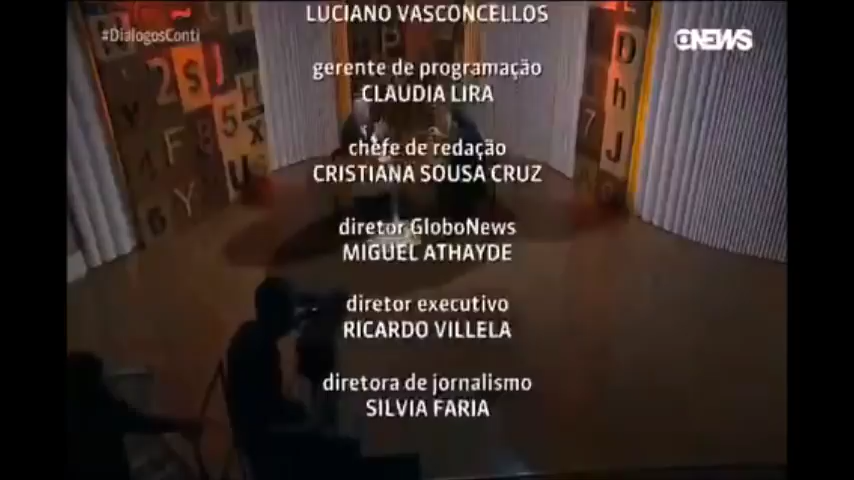 LUCIANO VASCONCELLOS
#DialogosConti
GNEWS
gerente de programação
CLAUDIA LIRA
chefe de redação
CRISTIANA SOUSA CRUZ
diretor GloboNews
MIGUEL ATHAYDE
diretor executivo
RICARDO VILLELA
diretora de jornalismo
SILVIA FARIA